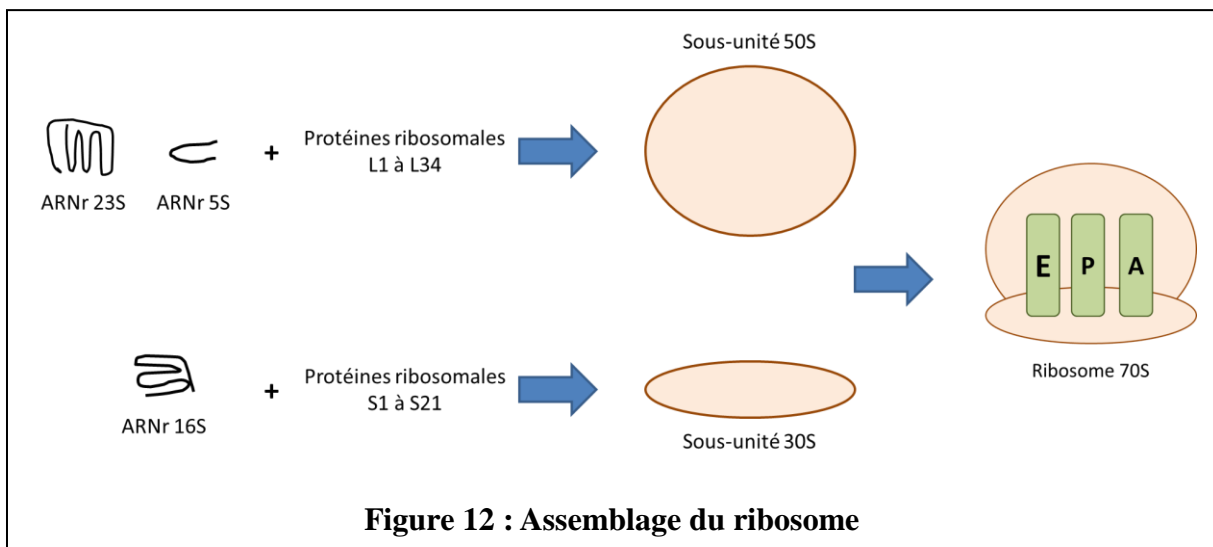 Sous-unité 50S
ARNr 23S
ARNr 5S
+
Protéines ribosomales
L1 à L34
E
P
A
Ribosome 70S
ARNr 16S
+
Protéines ribosomales
S1 à S21
Sous-unité 30S
Figure 12 : Assemblage du ribosome